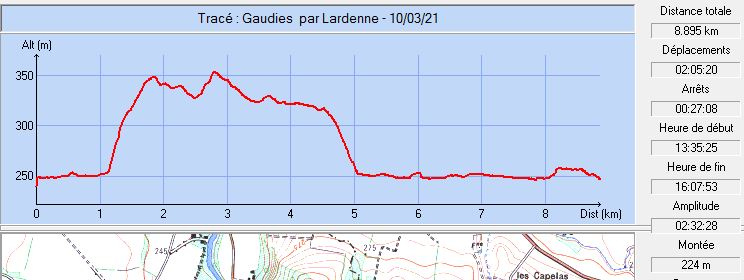 Tracé : Gaudies par Lardenne - 10/03/21
Alt (m)
350
300
250
0 1 2 3 4 5 6 7 8 Dist (km)
Distance totale
8.895 km
Déplacements
02:05:20
Arrêts
00:27:08
Heure de début
13:35:25
Heure de fin
16:07:53
Amplitude
02:32:28
Montée
224 m
245
275
les Capelas